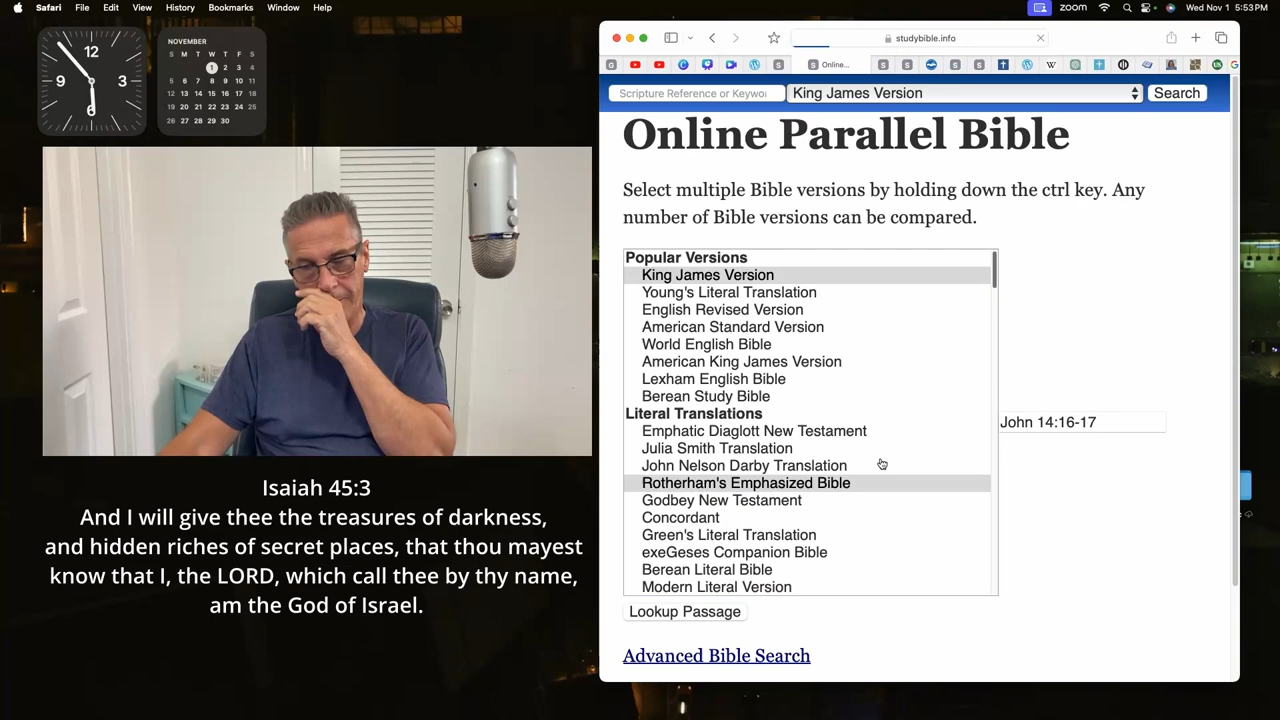 Safari File Edit View History Bookmarks Window Help
zoom
Wed Nov 1 5:53PM
12
9 3
6
NOVEMBER
S M T W T F S
1 2 3 4
5 6 7 8 9 10 11
12 13 14 15 16 17 18
19 20 21 22 23 24 25
26 27 28 29 30
studybible.info
Online...
Scripture Reference or Keywo
King James Version
Search
Online Parallel Bible
Select multiple Bible versions by holding down the ctrl key. Any
number of Bible versions can be compared.
Popular Versions
King James Version
Young's Literal Translation
English Revised Version
American Standard Version
World English Bible
American King James Version
Lexham English Bible
Berean Study Bible
Literal Translations
Emphatic Diaglott New Testament
Julia Smith Translation
John Nelson Darby Translation
Rotherham's Emphasized Bible
Godbey New Testament
Concordant
Green's Literal Translation
exeGeses Companion Bible
Berean Literal Bible
Modern Literal Version
John 14:16-17
Lookup Passage
Advanced Bible Search
Isaiah 45:3
And I will give thee the treasures of darkness,
and hidden riches of secret places, that thou mayest
know that I, the LORD, which call thee by thy name,
am the God of Israel.